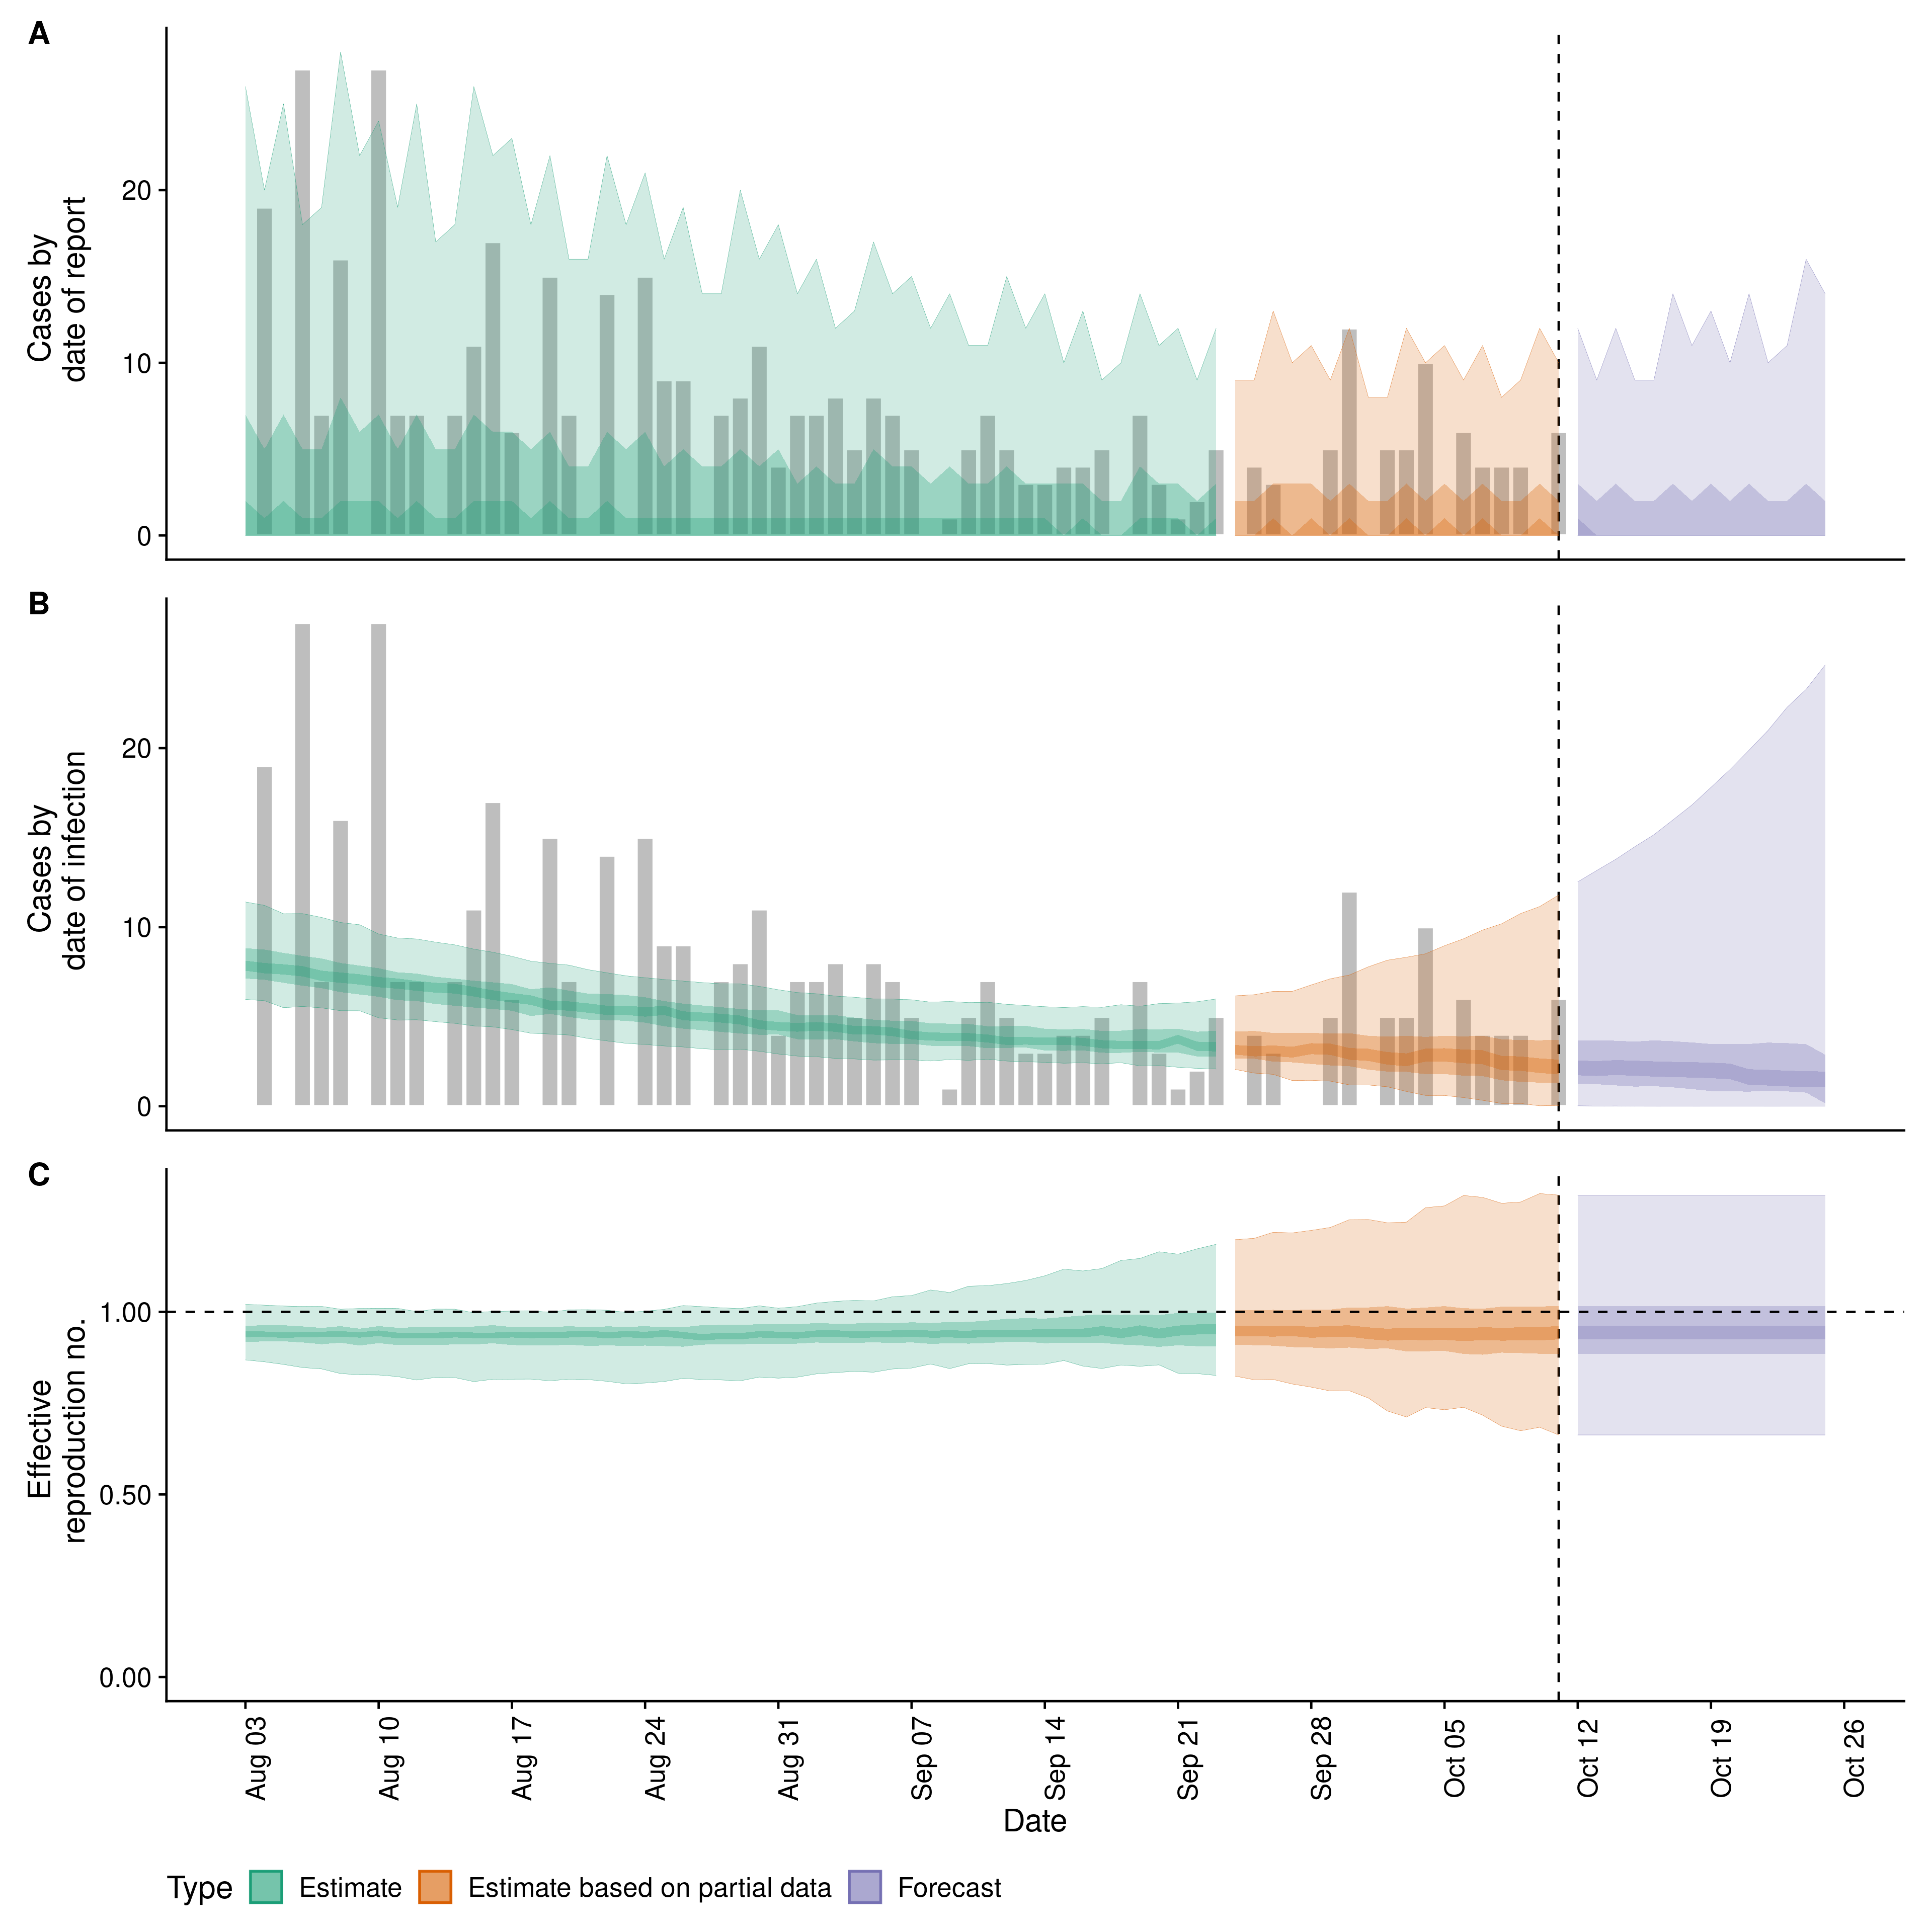 A
Cases by
date of report
20
10
0
B
Cases by
date of infection
20
10
0
C
Effective
reproduction no.
1.00
0.50
0.00
Aug 03
Aug 10
Aug 17
Aug 24
Aug 31
Sep 07
Sep 14
Sep 21
Sep 28
Oct 05
Oct 12
Oct 19
Oct 26
Date
Type Estimate Estimate based on partial data Forecast